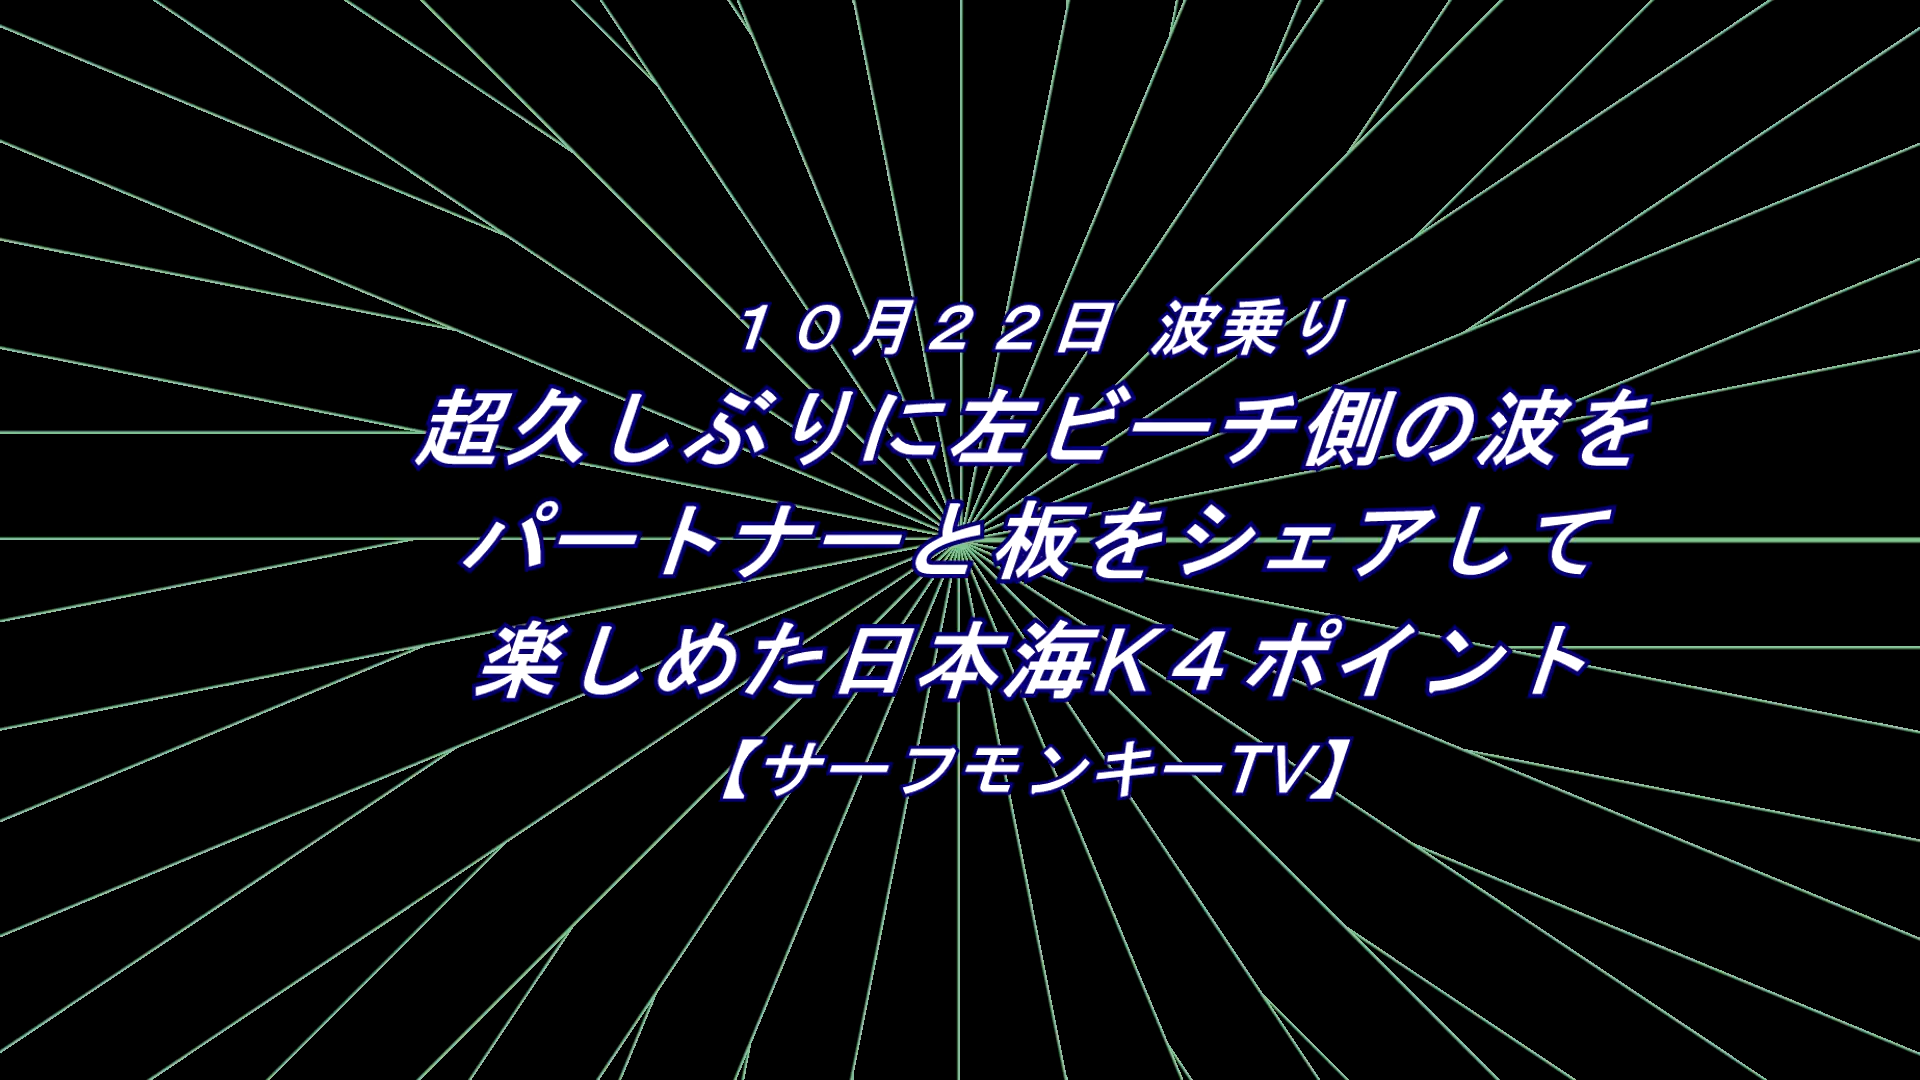 １０月２２日 波乗り
超久しぶりに左ビーチ側の波を
パートナーと板をシェアして
楽しめた日本海K４ポイント
【サーフモンキーTV】